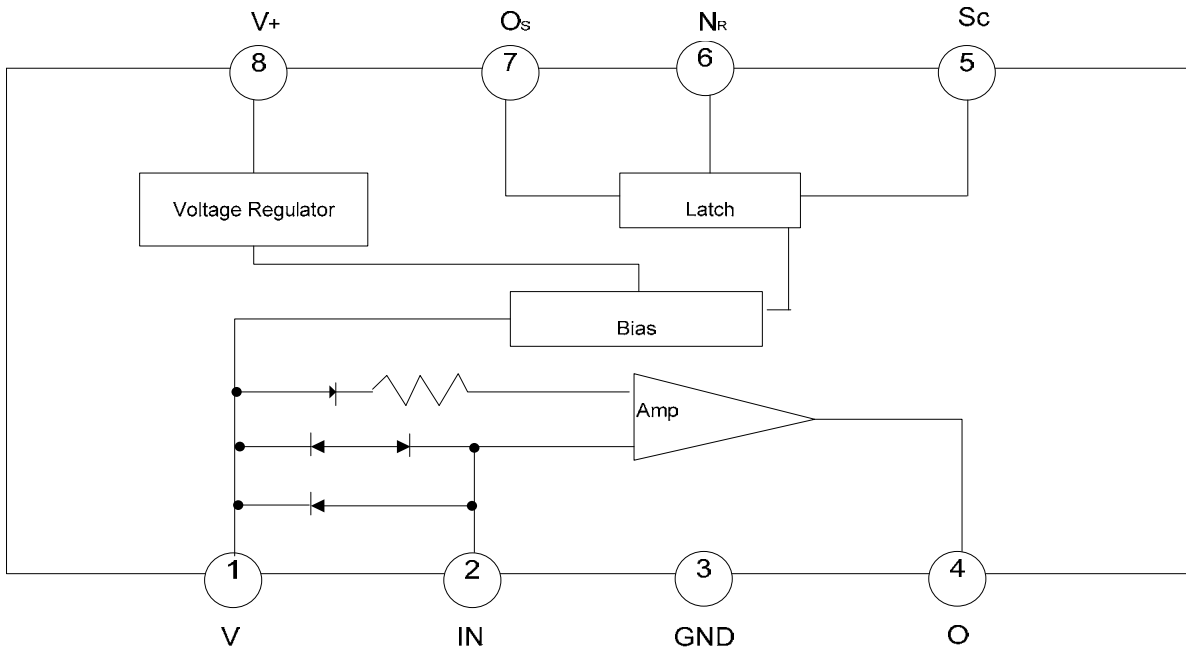 V+ OS NR Sc
8 7 6 5
Voltage Regulator
Latch
Bias
Amp
1 2 3 4
V IN GND O